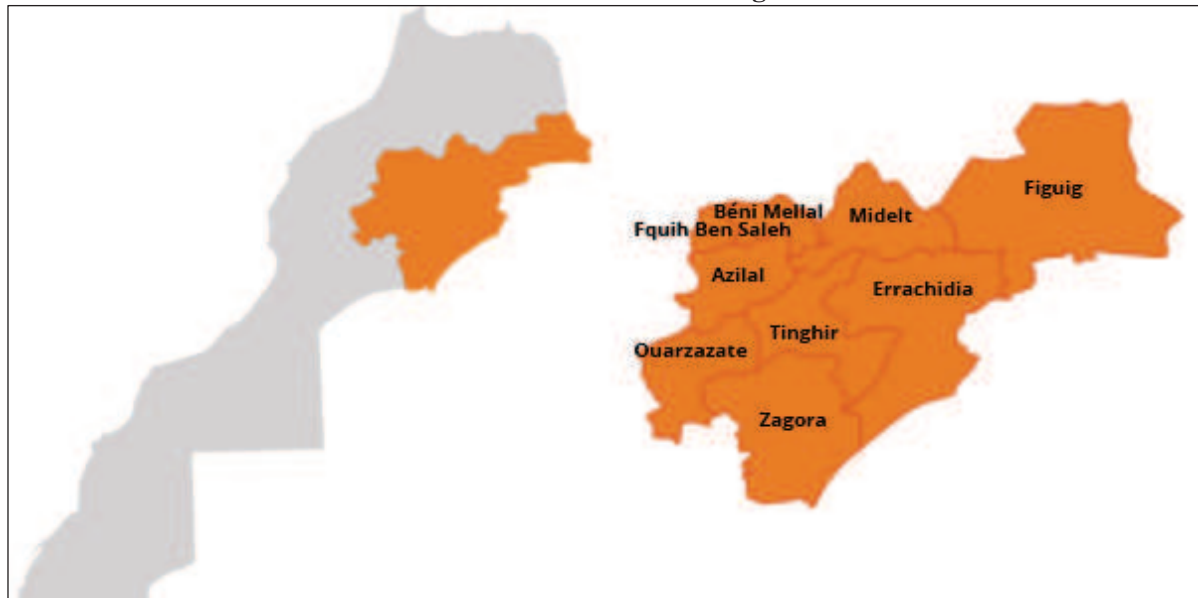 Figuig
Béni Mellal
Midelt
Fquih Ben Saleh
Azilal
Errachidia
Tinghir
Ouarzazate
Zagora